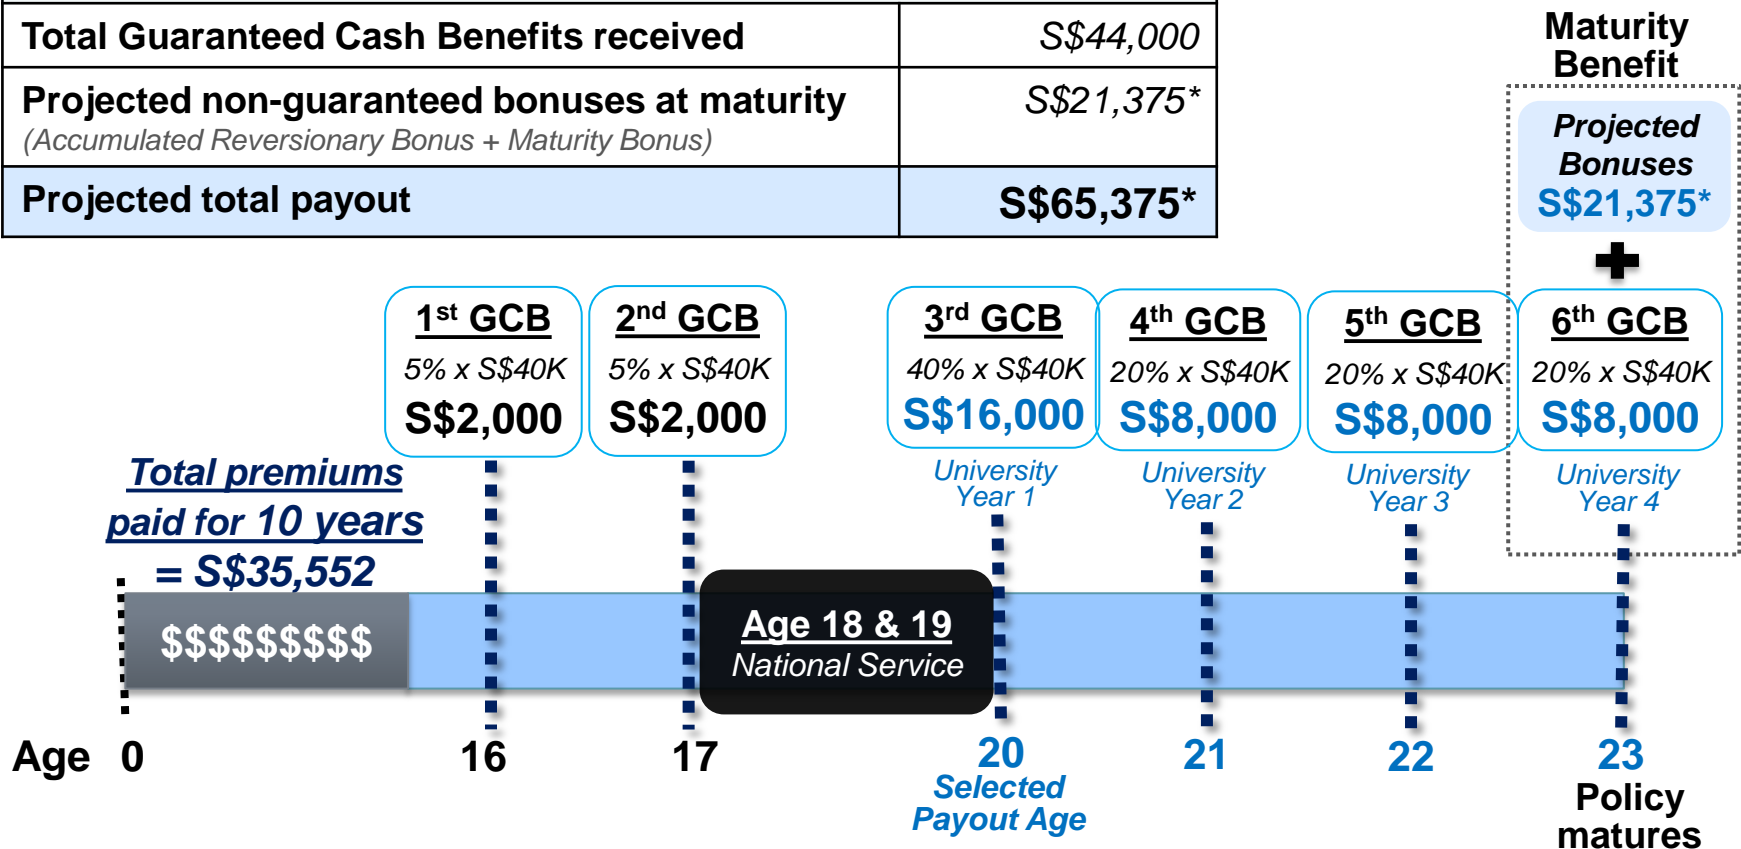 Total Guaranteed Cash Benefits received S$44,000
Projected non-guaranteed bonuses at maturity S$21,375*
(Accumulated Reversionary Bonus + Maturity Bonus)
Projected total payout S$65,375*
Maturity
Benefit
Projected
Bonuses
S$21,375*
1st GCB
5% x S$40K
S$2,000
2nd GCB
5% x S$40K
S$2,000
3rd GCB
40% x S$40K
S$16,000
University
Year 1
4th GCB
20% x S$40K
S$8,000
University
Year 2
5th GCB
20% x S$40K
S$8,000
University
Year 3
6th GCB
20% x S$40K
S$8,000
University
Year 4
Total premiums
paid for 10 years
= S$35,552
$$$$$$$$$
Age 18 & 19
National Service
Age 0 16 17 20 21 22 23
Selected
Payout Age
Policy
matures